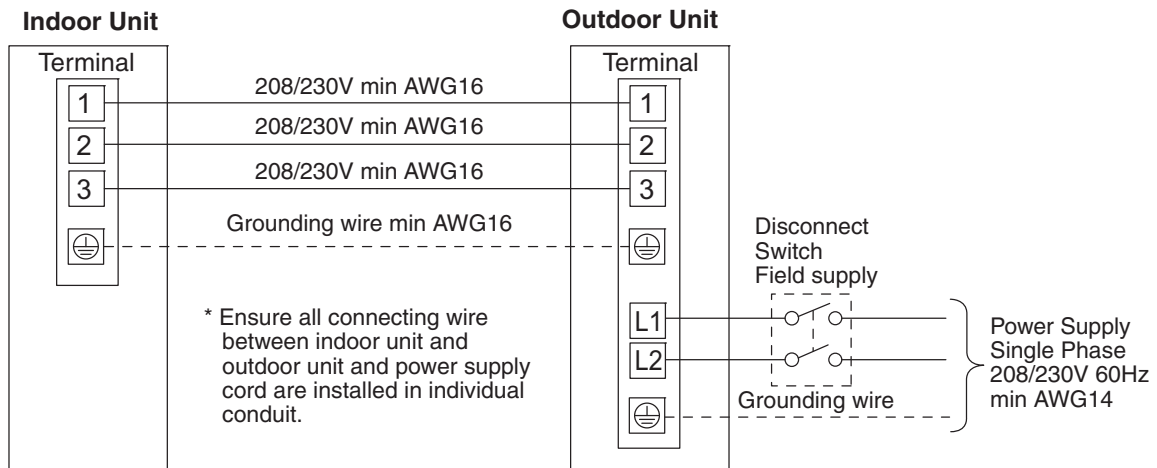 Indoor Unit
Outdoor Unit
Terminal
Terminal
1
208/230V min AWG16
1
2
208/230V min AWG16
2
3
208/230V min AWG16
3
Grounding wire min AWG16
Disconnect
Switch
Field supply
* Ensure all connecting wire
between indoor unit and
outdoor unit and power supply
cord are installed in individual
conduit.
L1
L2
Grounding wire
Power Supply
Single Phase
208/230V 60Hz
min AWG14